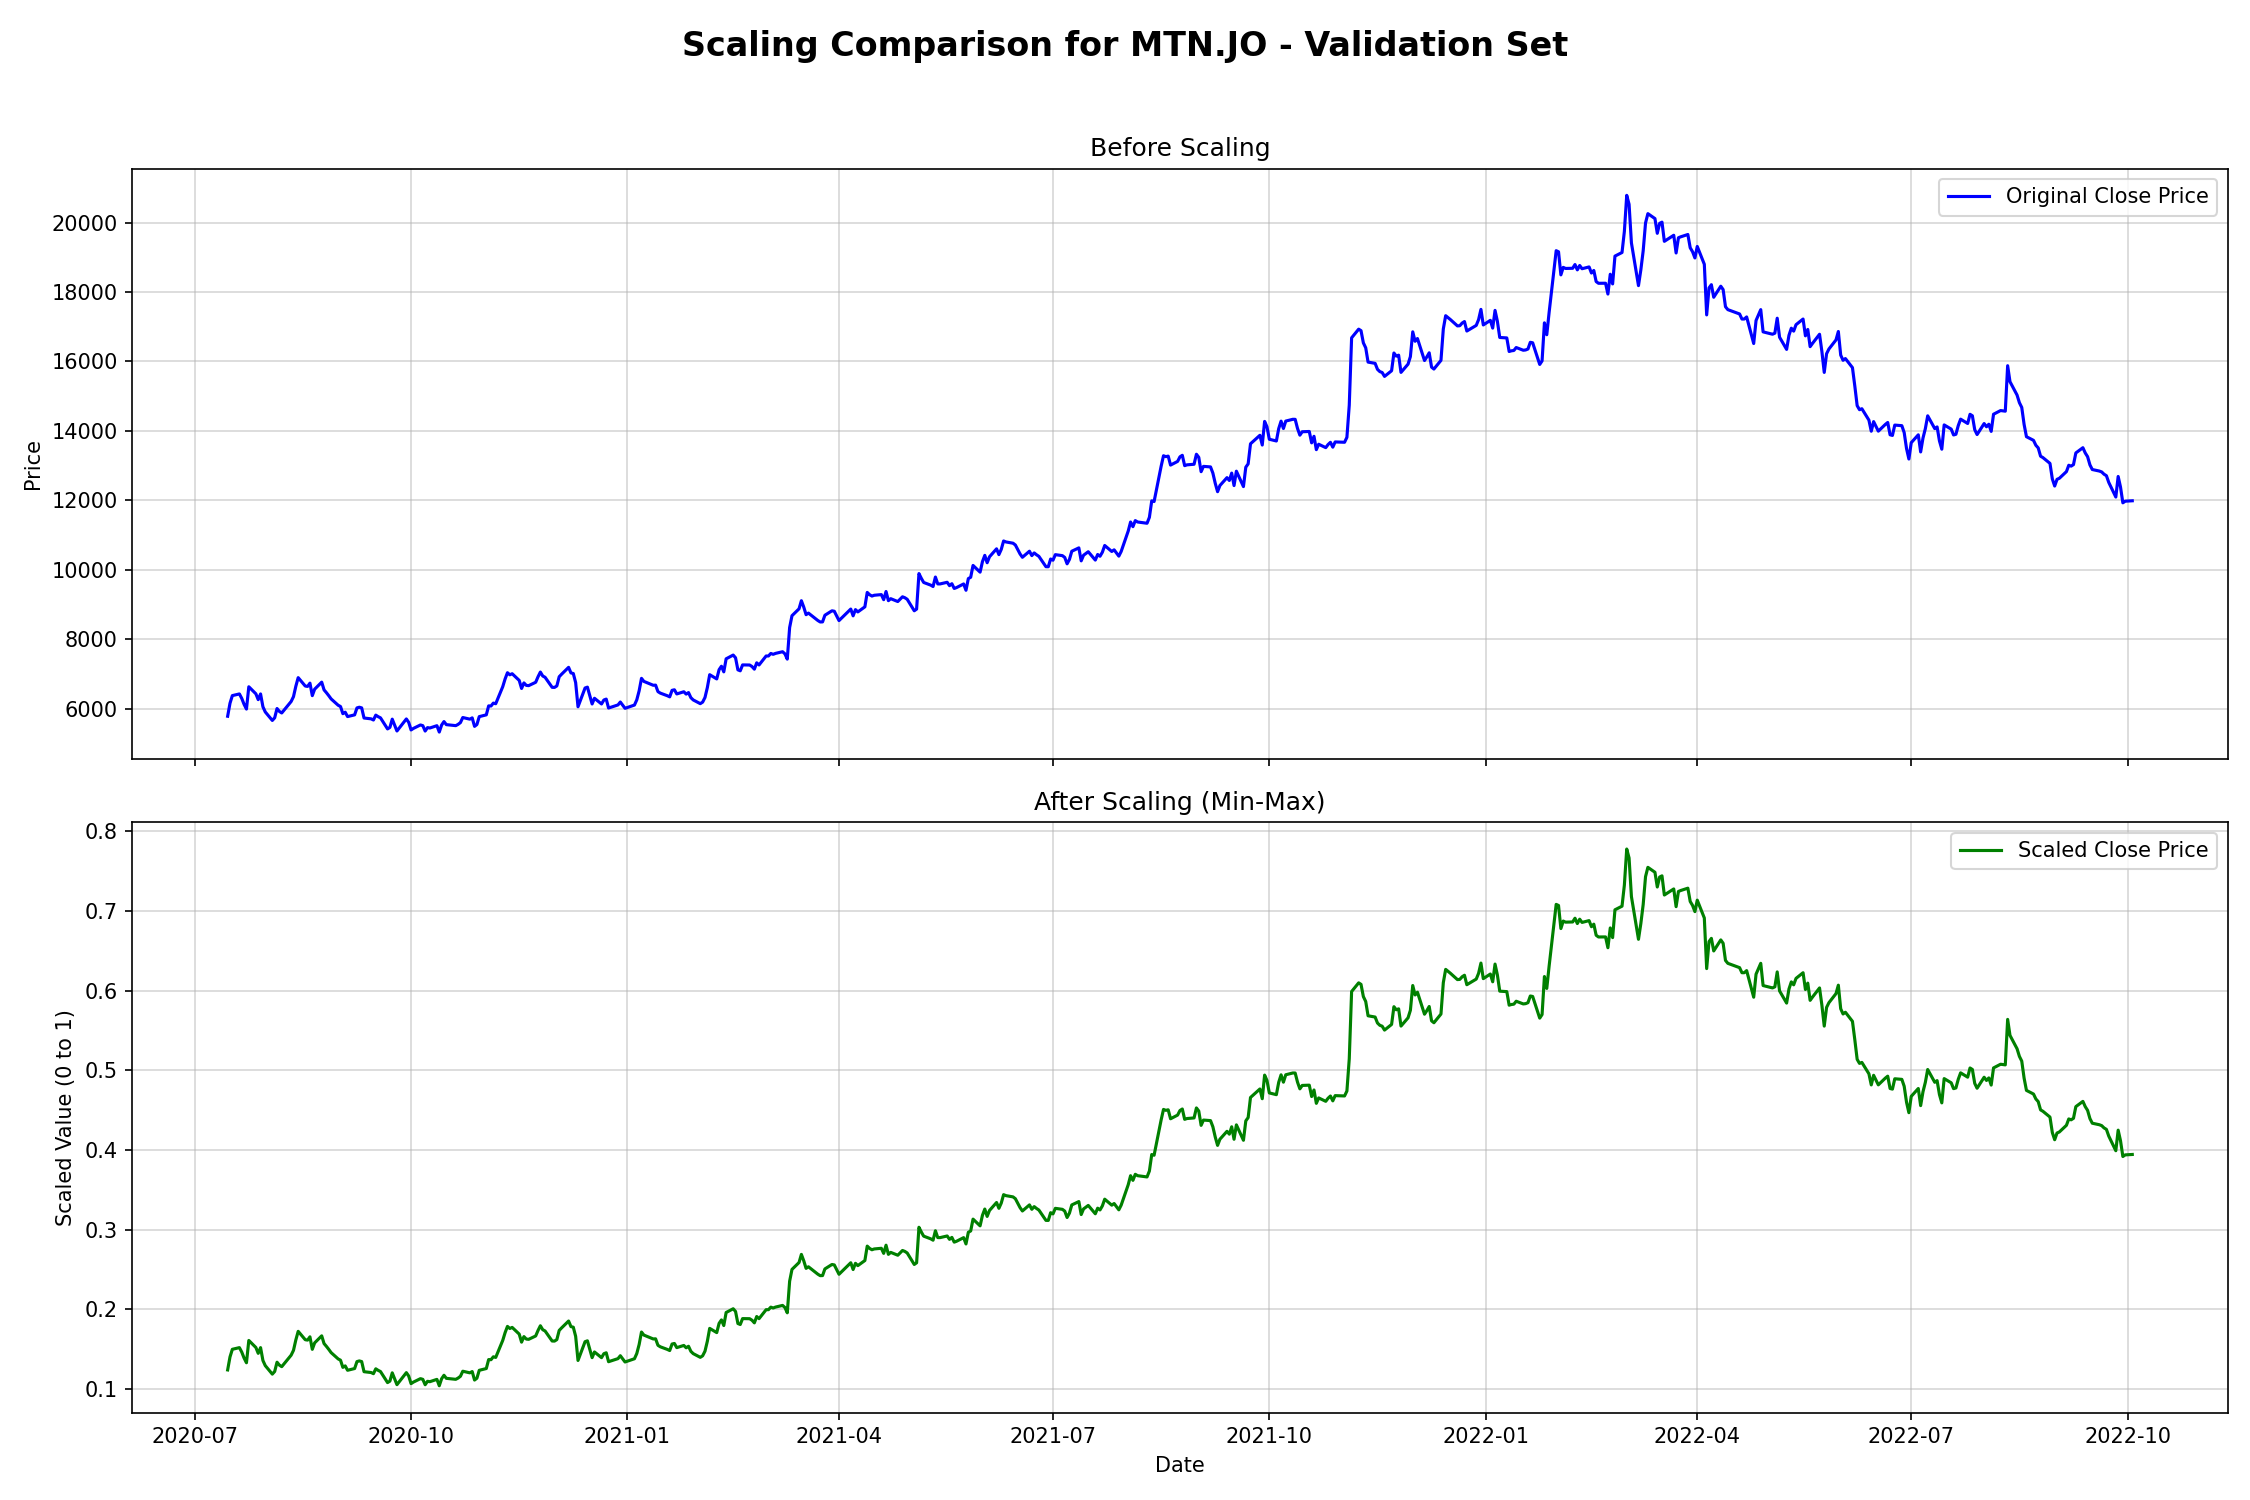 Scaling Comparison for MTN.JO - Validation Set
Before Scaling
Original Close Price
Price
20000
18000
16000
14000
12000
10000
8000
6000
After Scaling (Min-Max)
Scaled Close Price
Scaled Value (0 to 1)
0.8
0.7
0.6
0.5
0.4
0.3
0.2
0.1
2020-07 2020-10 2021-01 2021-04 2021-07 2021-10 2022-01 2022-04 2022-07 2022-10
Date